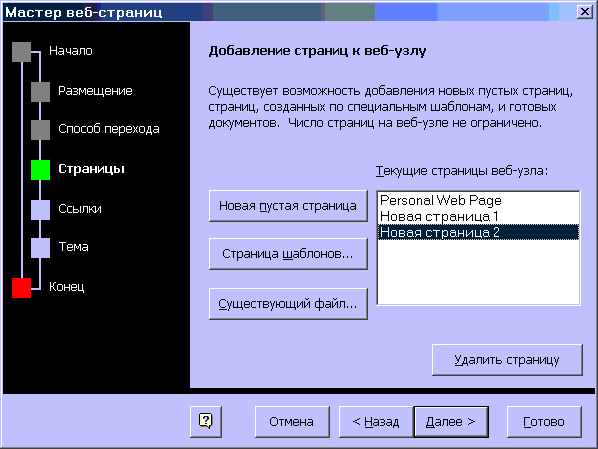 Мастер веб-страниц
Начало
Размещение
Способ перехода
Страницы
Ссылки
Тема
Конец
Добавление страниц к веб-узлу
Существует возможность добавления новых пустых страниц,
страниц, созданных по специальным шаблонам, и готовых
документов. Число страниц на веб-узле не ограничено.
Текущие страницы веб-узла:
Новая пустая страница
Страница шаблонов...
Существующий файл...
Personal Web Page
Новая страница 1
Новая страница 2
Удалить страницу
?
Отмена
< Назад
Далее >
Готово